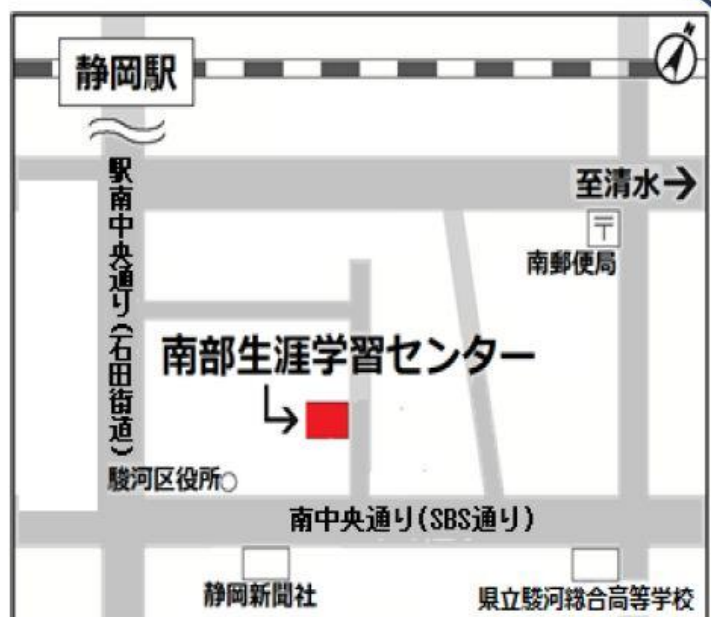 N
静岡駅
駅南中央通り(石田街道)
至清水→
〒
南郵便局
南部生涯学習センター
駿河区役所
南中央通り(SBS通り)
静岡新聞社
県立駿河総合高等学校